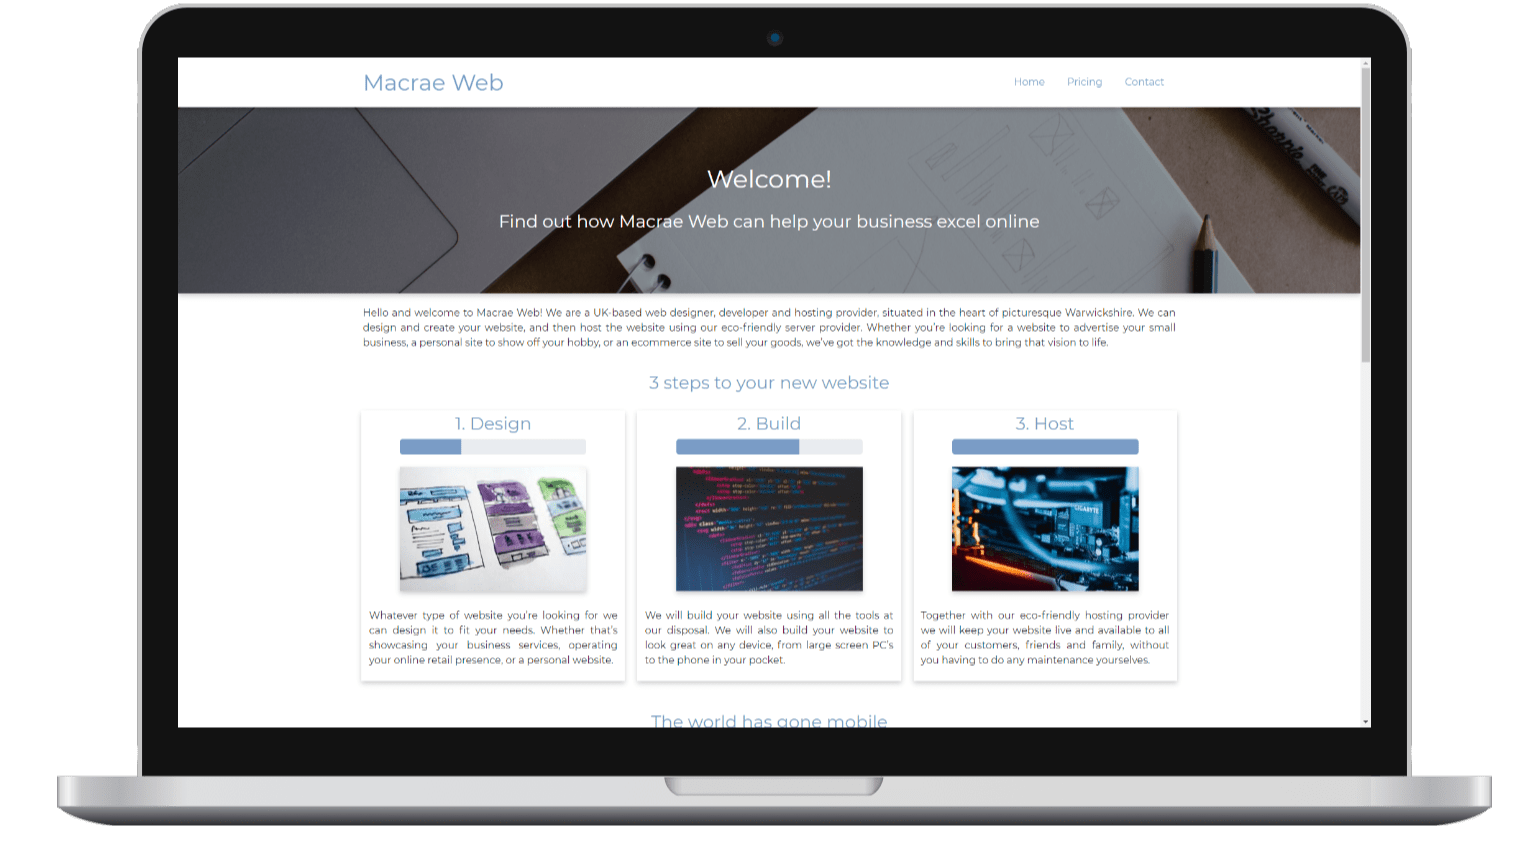 Macrae Web
Home Pricing Contact
Sharpie
Welcome!
Find out how Macrae Web can help your business excel online
Hello and welcome to Macrae Web! We are a UK-based web designer, developer and hosting provider, situated in the heart of picturesque Warwickshire. We can
design and create your website, and then host the website using our eco-friendly server provider. Whether you're looking for a website to advertise your small
business, a personal site to show off your hobby, or an ecommerce site to sell your goods, we've got the knowledge and skills to bring that vision to life.
3 steps to your new website
1. Design
2. Build
3. Host
GIGABYTE
Whatever type of website you're looking for we
can design it to fit your needs. Whether that's
showcasing your business services, operating
your online retail presence, or a personal website.
We will build your website using all the tools at
our disposal. We will also build your website to
look great on any device, from large screen PC's
to the phone in your pocket.
Together with our eco-friendly hosting provider
we will keep your website live and available to all
of your customers, friends and family, without
you having to do any maintenance yourselves.
The world has gone mobile